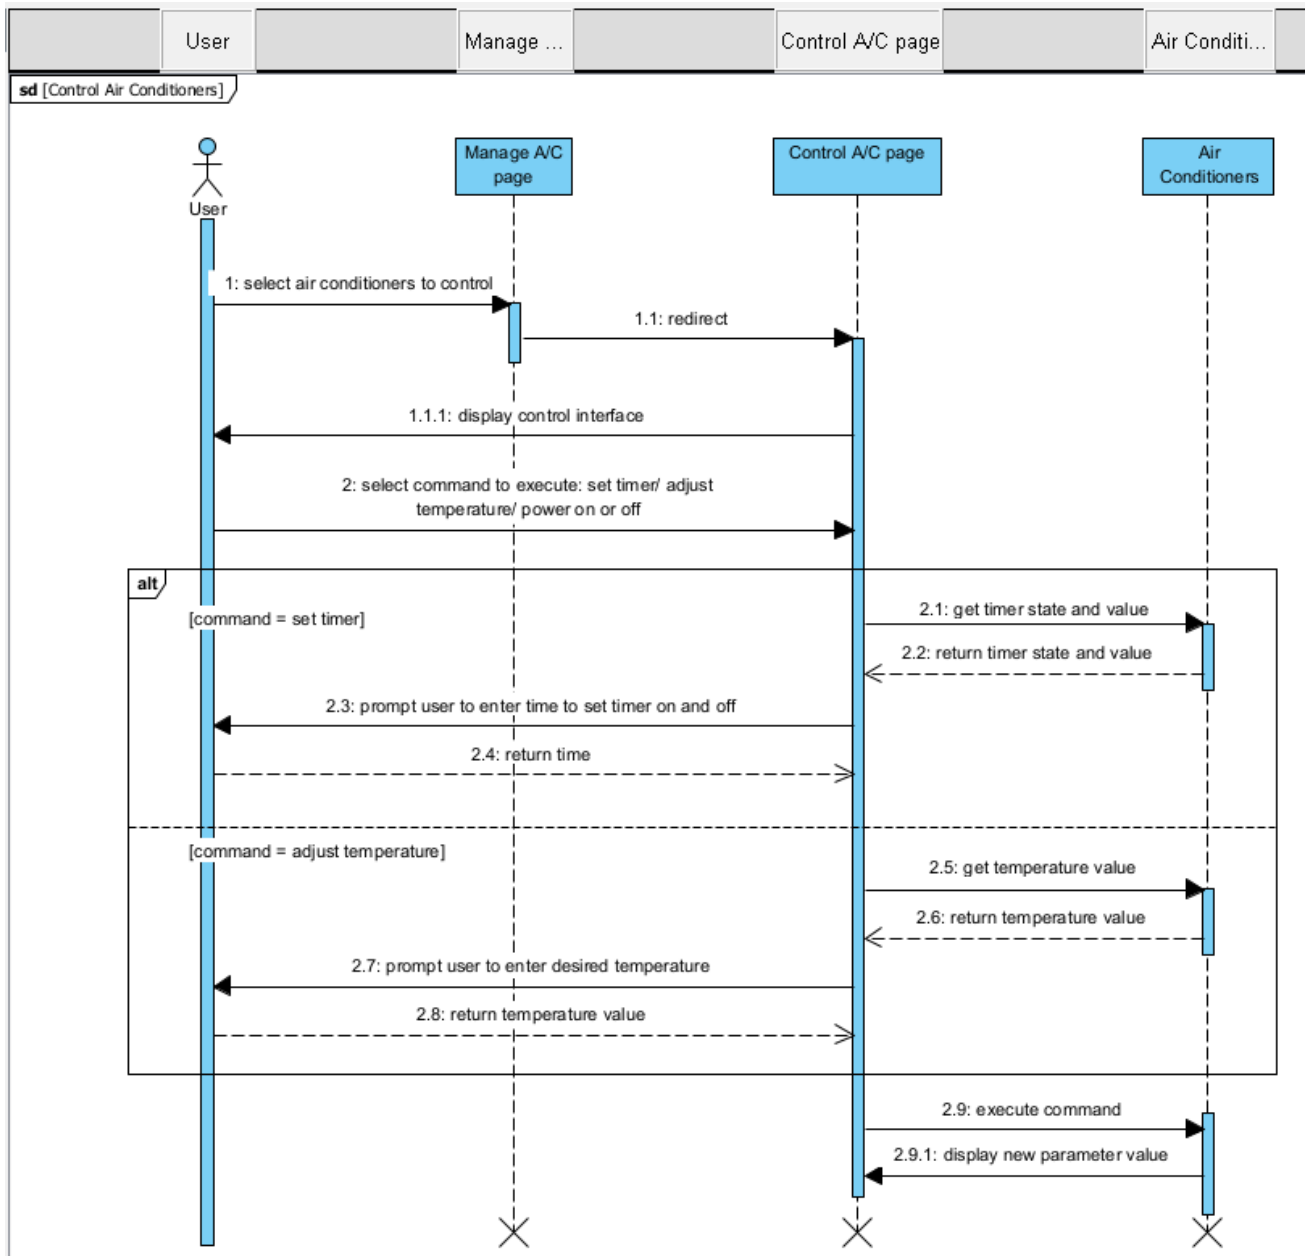 User
Manage ...
Control A/C page
Air Conditi...
sd [Control Air Conditioners]
Manage A/C
page
Control A/C page
Air
Conditioners
User
1: select air conditioners to control
1.1: redirect
1.1.1: display control interface
2: select command to execute: set timer/ adjust
temperature/ power on or off
alt
[command = set timer]
2.1: get timer state and value
2.2: return timer state and value
2.3: prompt user to enter time to set timer on and off
2.4: return time
[command = adjust temperature]
2.5: get temperature value
2.6: return temperature value
2.7: prompt user to enter desired temperature
2.8: return temperature value
2.9: execute command
2.9.1: display new parameter value